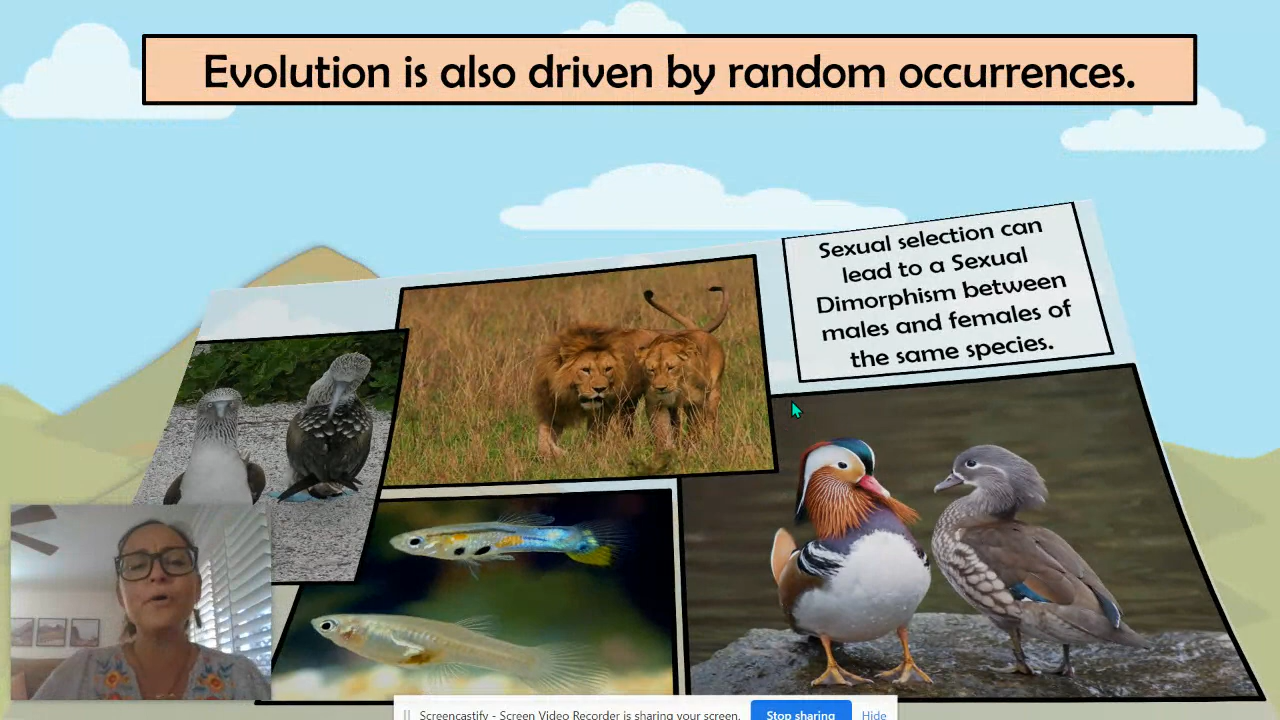 Evolution is also driven by random occurrences.
Sexual selection can
lead to a Sexual
Dimorphism between
males and females of
the same species.
Screencastify - Screen Video Recorder is sharing your screen.
Stop sharing
Hide